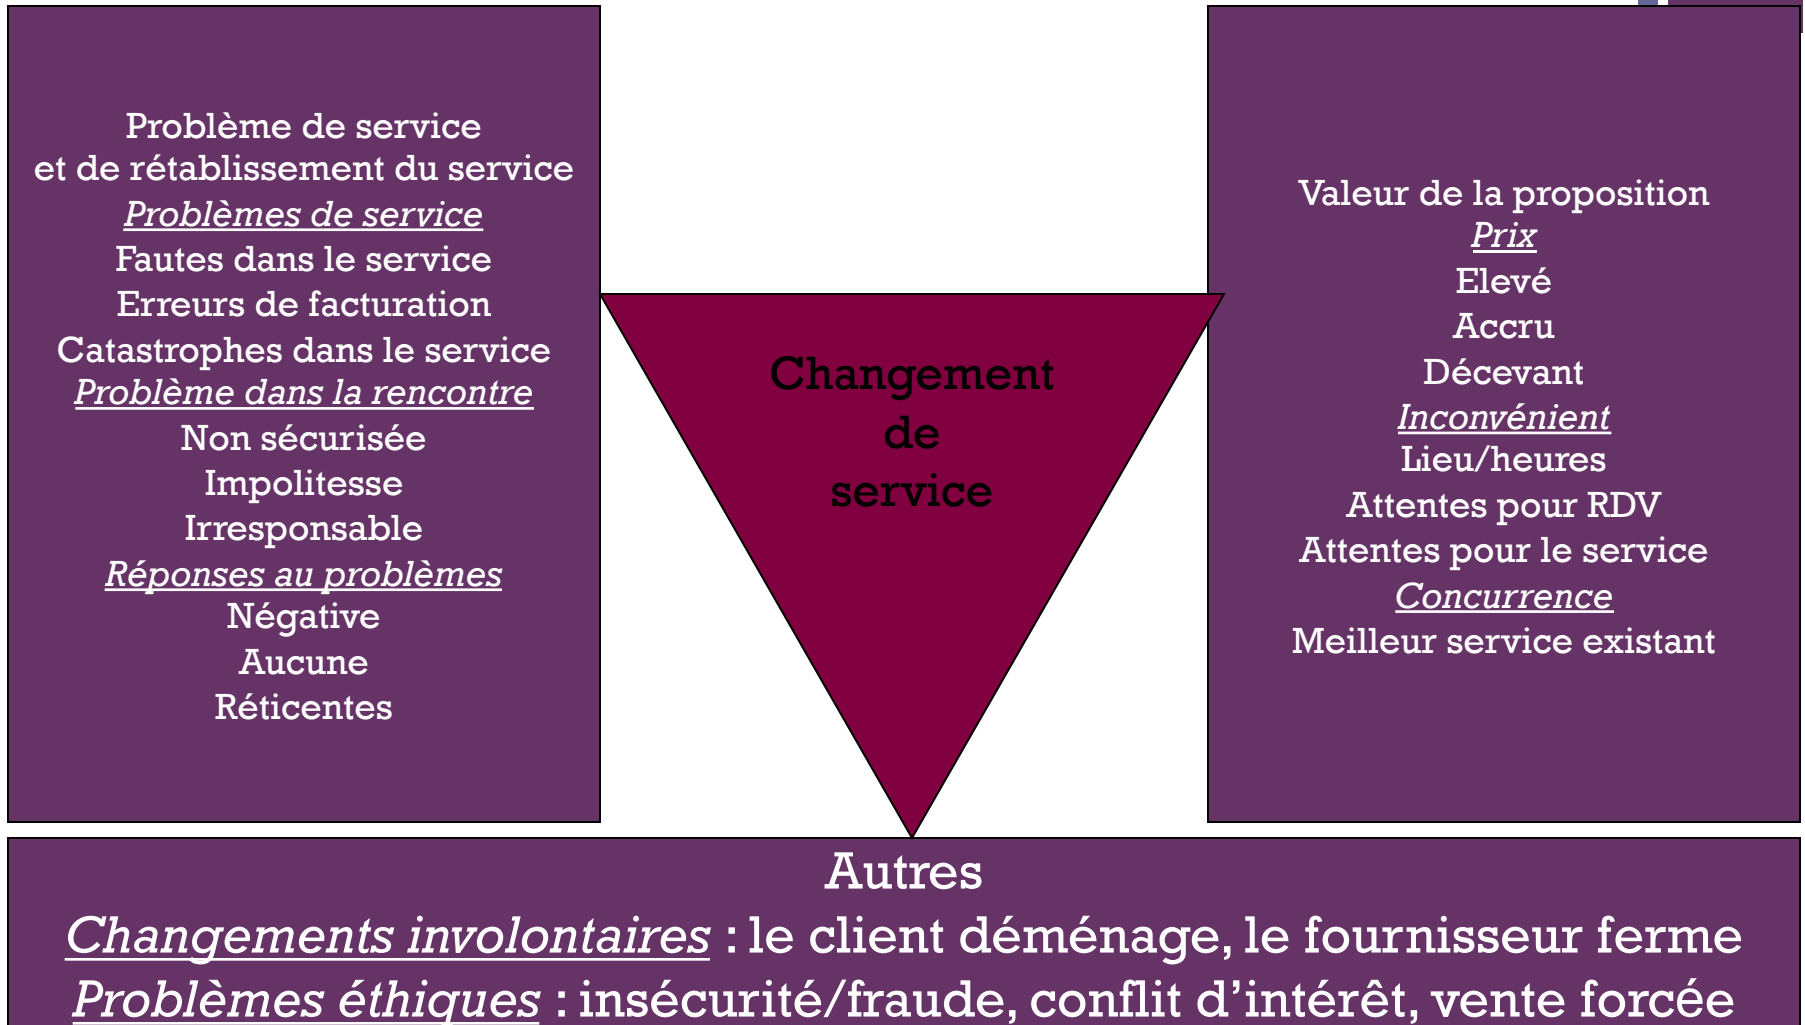 Problème de service
et de rétablissement du service
Problèmes de service
Fautes dans le service
Erreurs de facturation
Catastrophes dans le service
Problème dans la rencontre
Non sécurisée
Impolitesse
Irresponsable
Réponses au problèmes
Négative
Aucune
Réticentes
Changement
de
service
Valeur de la proposition
Prix
Elevé
Accru
Décevant
Inconvénient
Lieu/heures
Attentes pour RDV
Attentes pour le service
Concurrence
Meilleur service existant
Autres
Changements involontaires : le client déménage, le fournisseur ferme
Problèmes éthiques : insécurité/fraude, conflit d’intérêt, vente forcée